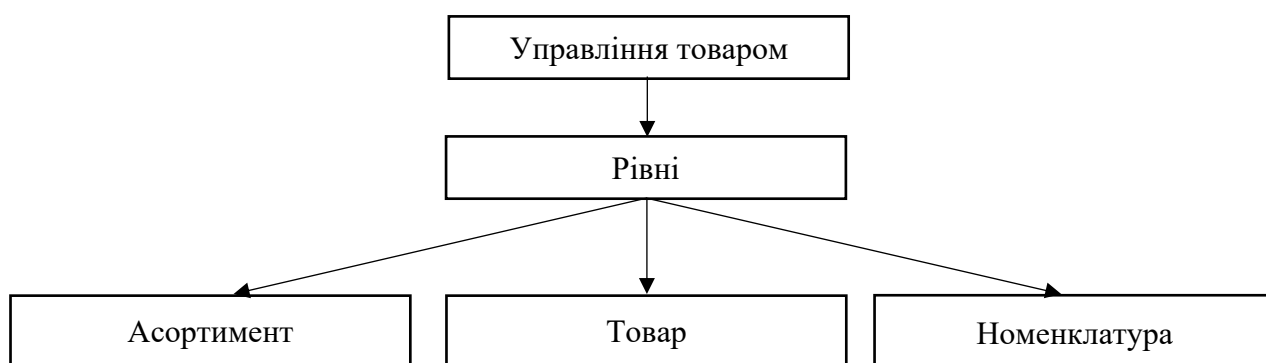 Управління товаром
Рівні
Асортимент
Товар
Номенклатура